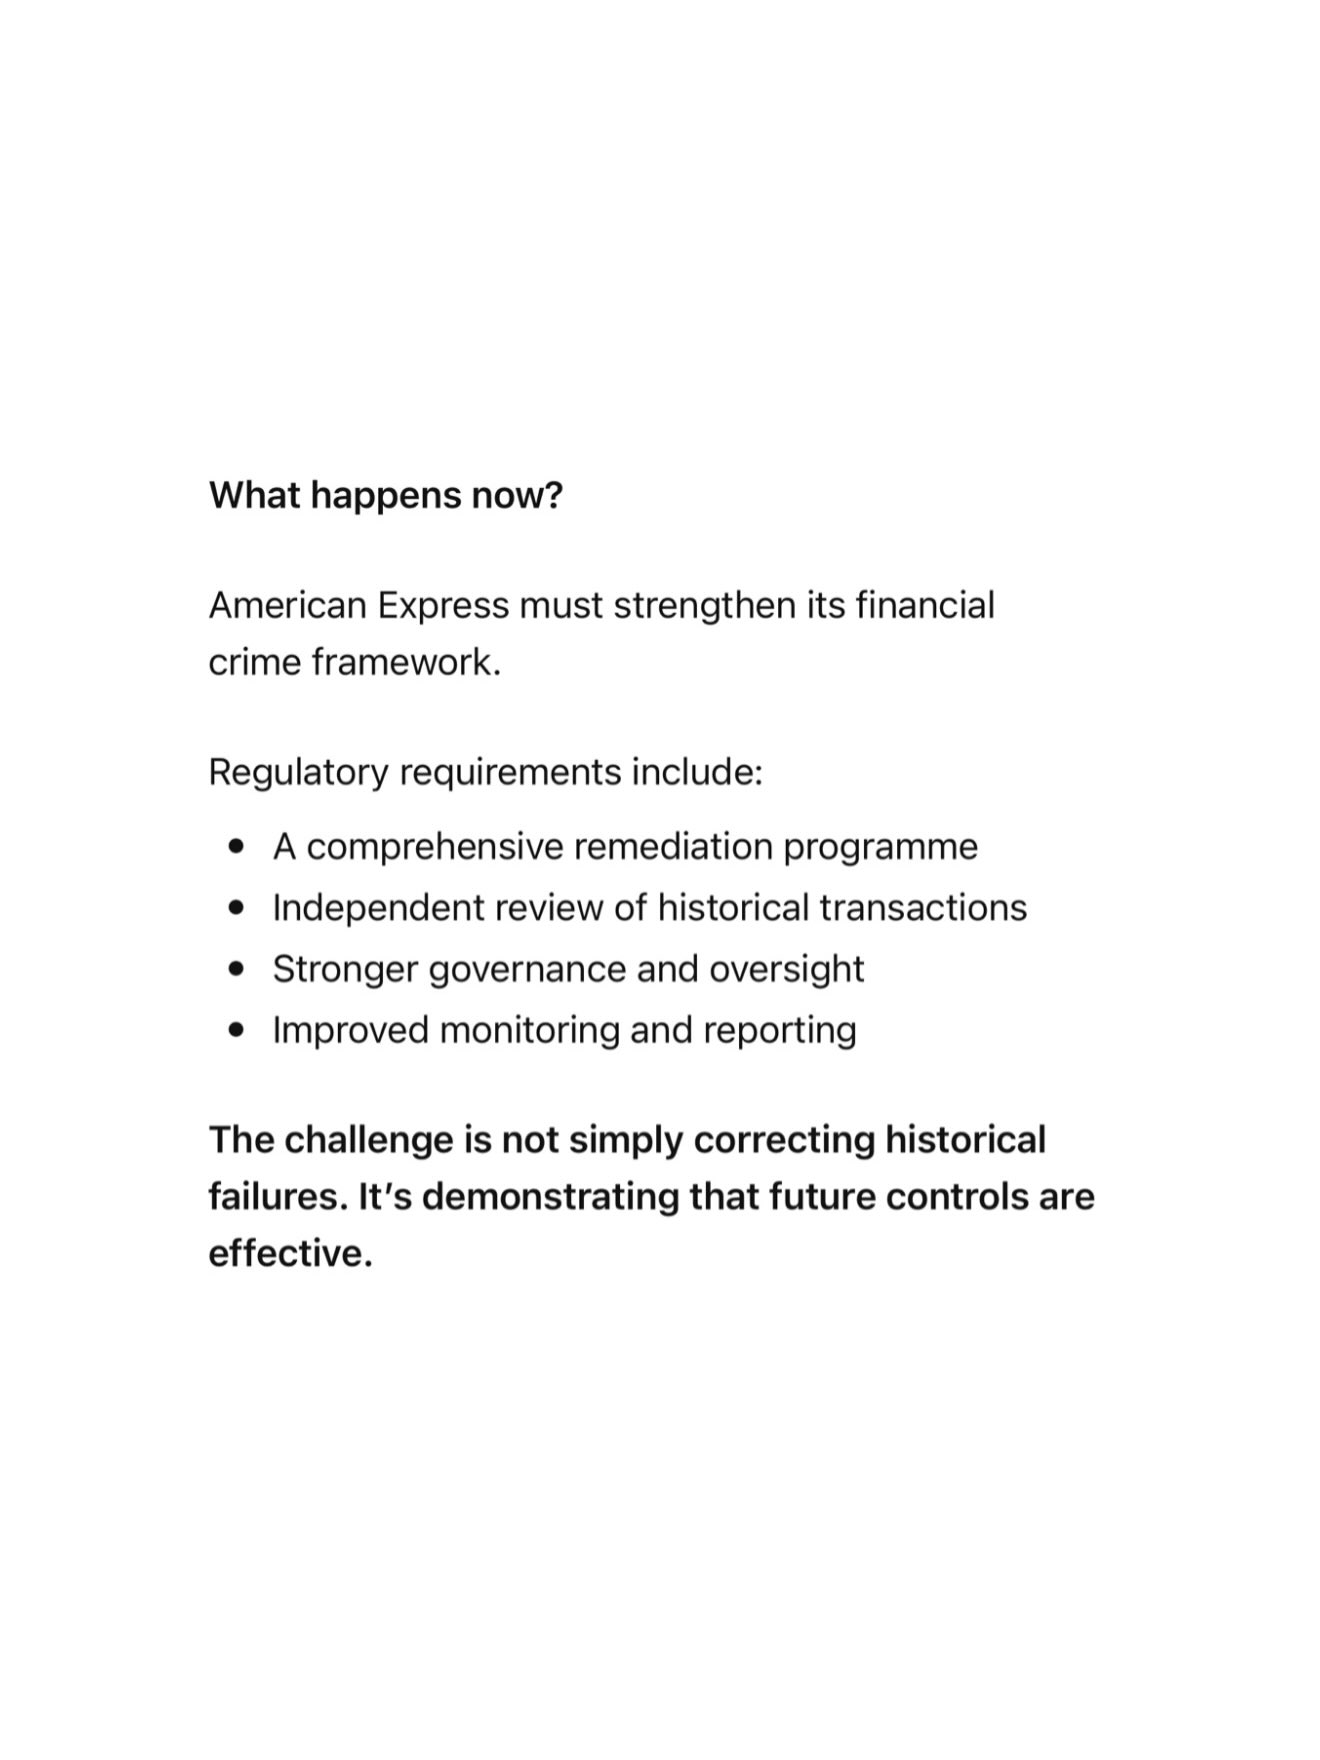 What happens now?
American Express must strengthen its financial
crime framework.
Regulatory requirements include:
• A comprehensive remediation programme
• Independent review of historical transactions
• Stronger governance and oversight
• Improved monitoring and reporting
The challenge is not simply correcting historical
failures. It’s demonstrating that future controls are
effective.